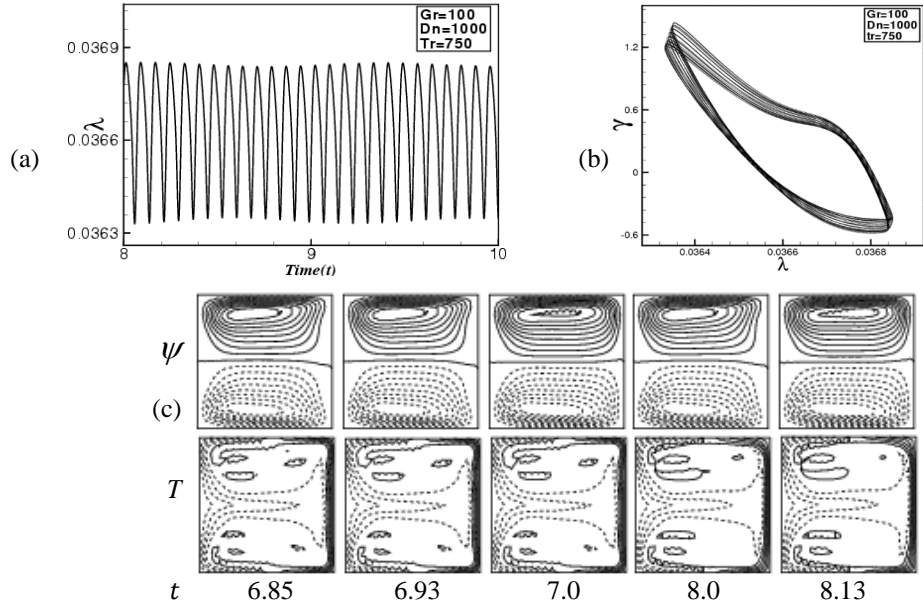 Gr=100
Dn=1000
Tr=750
0.0369
0.0366
0.0363
λ
8
9
10
Time(t)
(a)
Gr=100
Dn=1000
tr=750
1.2
0.6
0
-0.6
γ
0.0364
0.0366
0.0368
λ
(b)
ψ
(c)
T
t 6.85 6.93 7.0 8.0 8.13